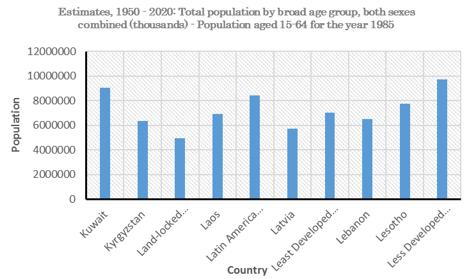 Estimates, 1950 - 2020: Total population by broad age group, both sexes
combined (thousands) - Population aged 15-64 for the year 1985
12000000
10000000
8000000
6000000
4000000
2000000
0
Population
Kuwait
Kyrgyzstan
Land-locked…
Laos
Latin America…
Latvia
Least Developed…
Lebanon
Lesotho
Less Developed…
Country